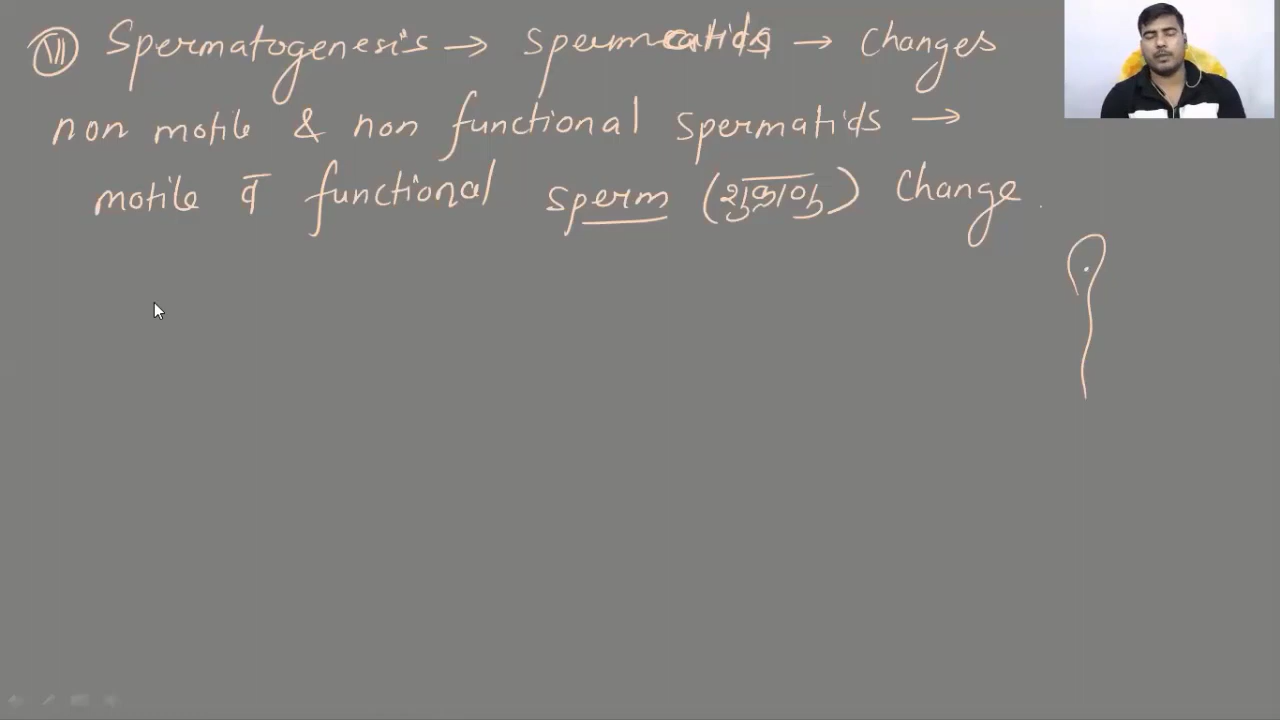 (VI) Spermatogenesis → spermatids → Changes
non motile & non functional spermatids →
motile व functional sperm (शुक्राणु) Change.